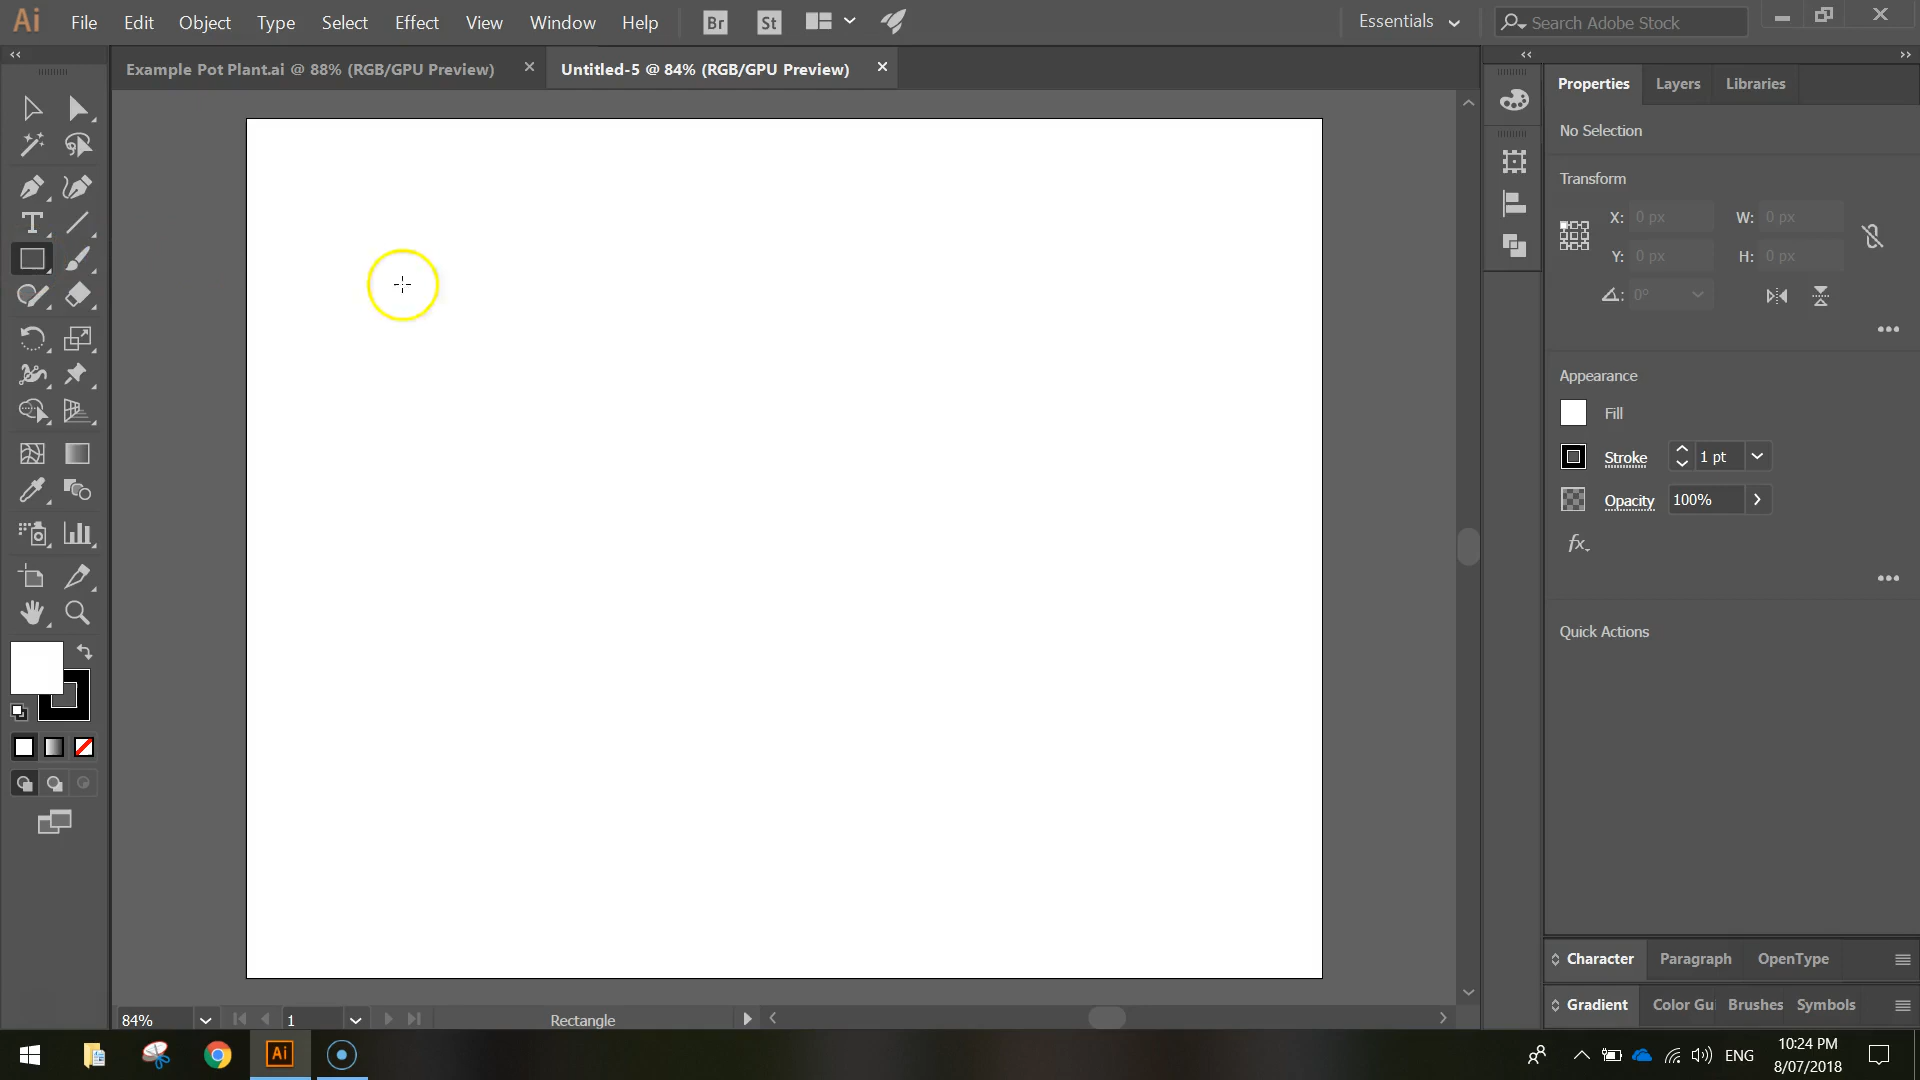 Ai File Edit Object Type Select Effect View Window Help Br St Essentials Search Adobe Stock
Example Pot Plant.ai @ 88% (RGB/GPU Preview) Untitled-5 @ 84% (RGB/GPU Preview)
Properties Layers Libraries
No Selection
Transform
X: 0 px W: 0 px
Y: 0 px H: 0 px
0°
Appearance
Fill
Stroke 1 pt
Opacity 100%
fx
Quick Actions
T
Character Paragraph OpenType
Gradient Color Gui Brushes Symbols
84% 1 Rectangle
Ai ENG 10:24 PM
8/07/2018